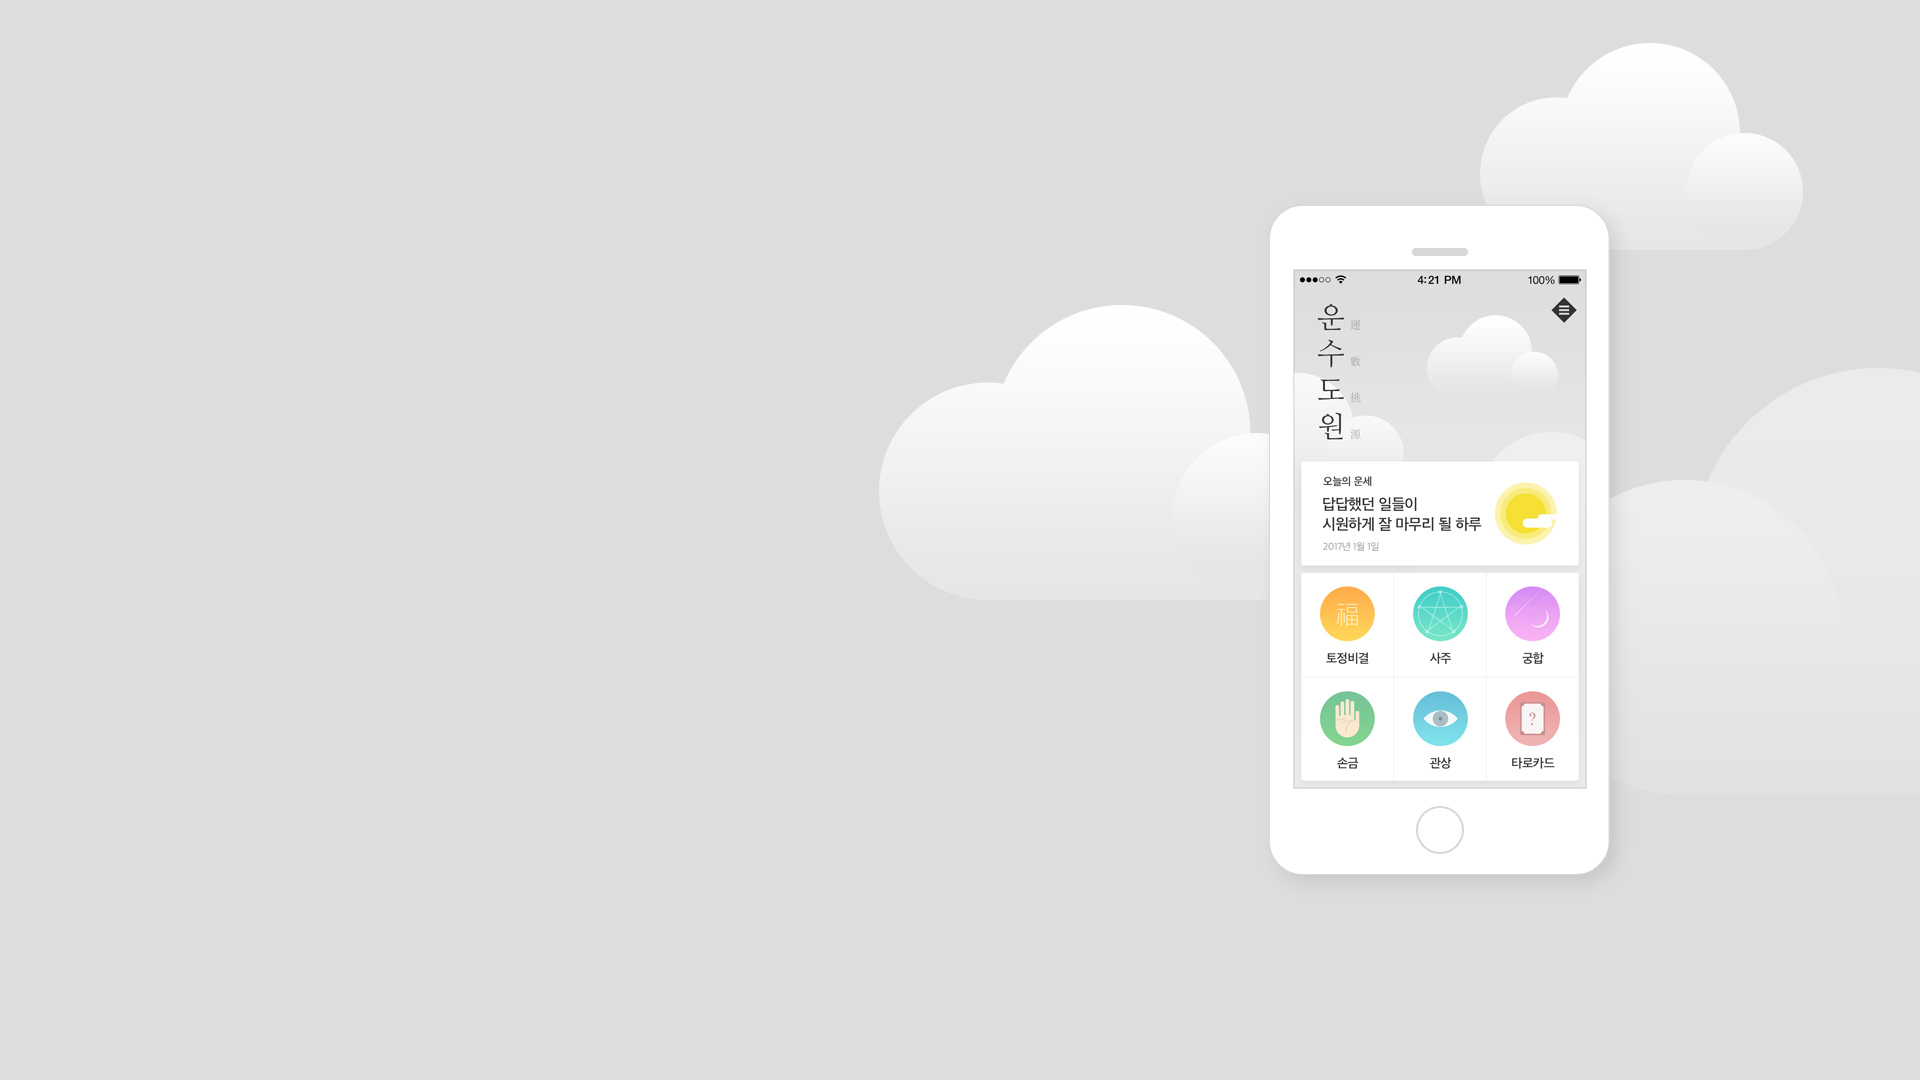 4:21 PM 100%
운 運
수 數
도 挑
원 源
오늘의 운세
답답했던 일들이
시원하게 잘 마무리 될 하루
2017년 1월 1일
福
토정비결 사주 궁합
?
손금 관상 타로카드